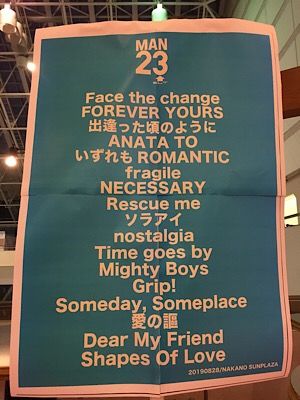 MAN
23
Face the change
FOREVER YOURS
出逢った頃のように
ANATA TO
いずれも ROMANTIC
fragile
NECESSARY
Rescue me
ソラアイ
nostalgia
Time goes by
Mighty Boys
Grip!
Someday, Someplace
愛の謳
Dear My Friend
Shapes Of Love
20190828/NAKANO SUNPLAZA